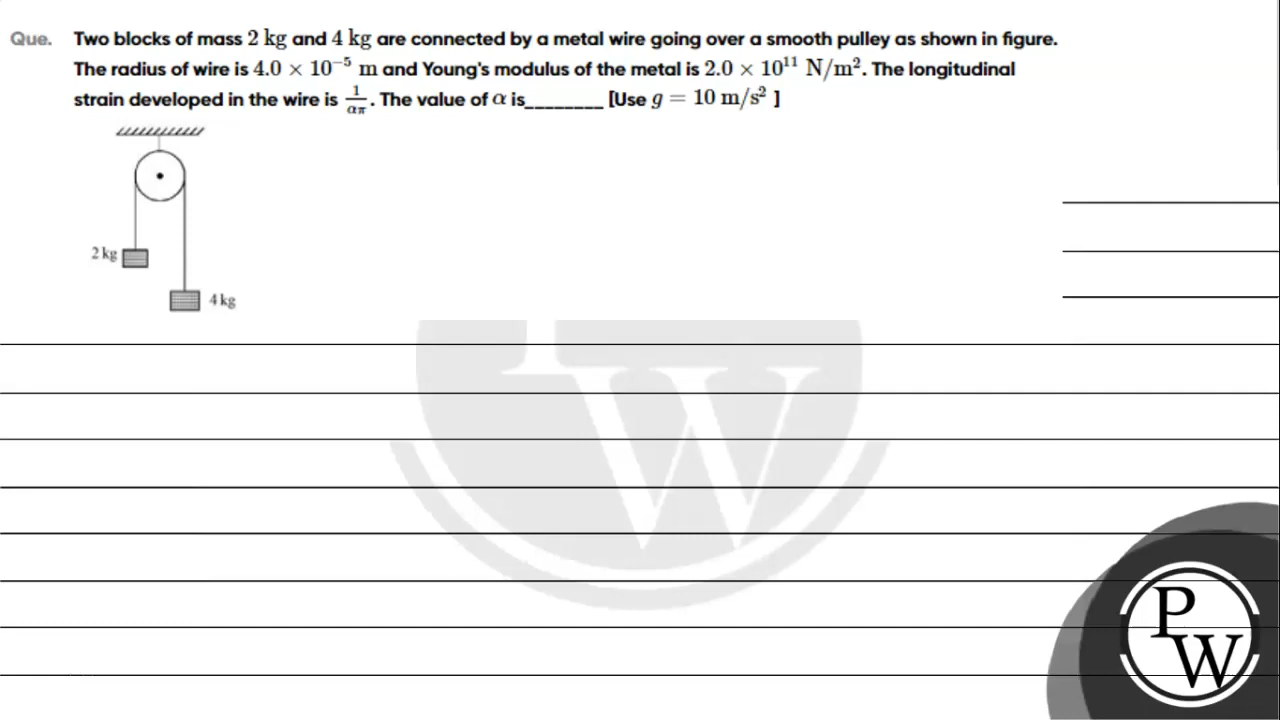 Que. Two blocks of mass 2 kg and 4 kg are connected by a metal wire going over a smooth pulley as shown in figure.
The radius of wire is 4.0 × 10⁻⁵ m and Young's modulus of the metal is 2.0 × 10¹¹ N/m². The longitudinal
strain developed in the wire is 1/απ. The value of α is________ [Use g = 10 m/s² ]
2 kg
4 kg
W
P
W